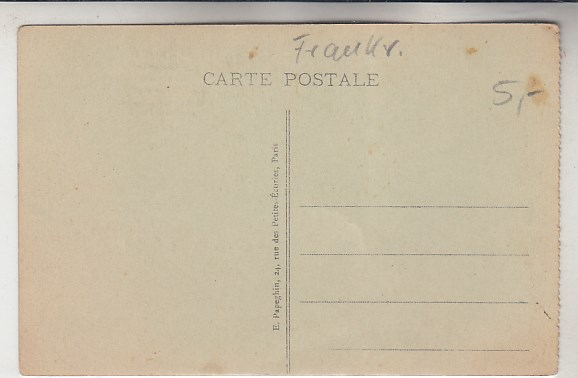 Frankr.
CARTE POSTALE
5,-
E. Papeghin, 24, rue des Petites-Écuries, Paris